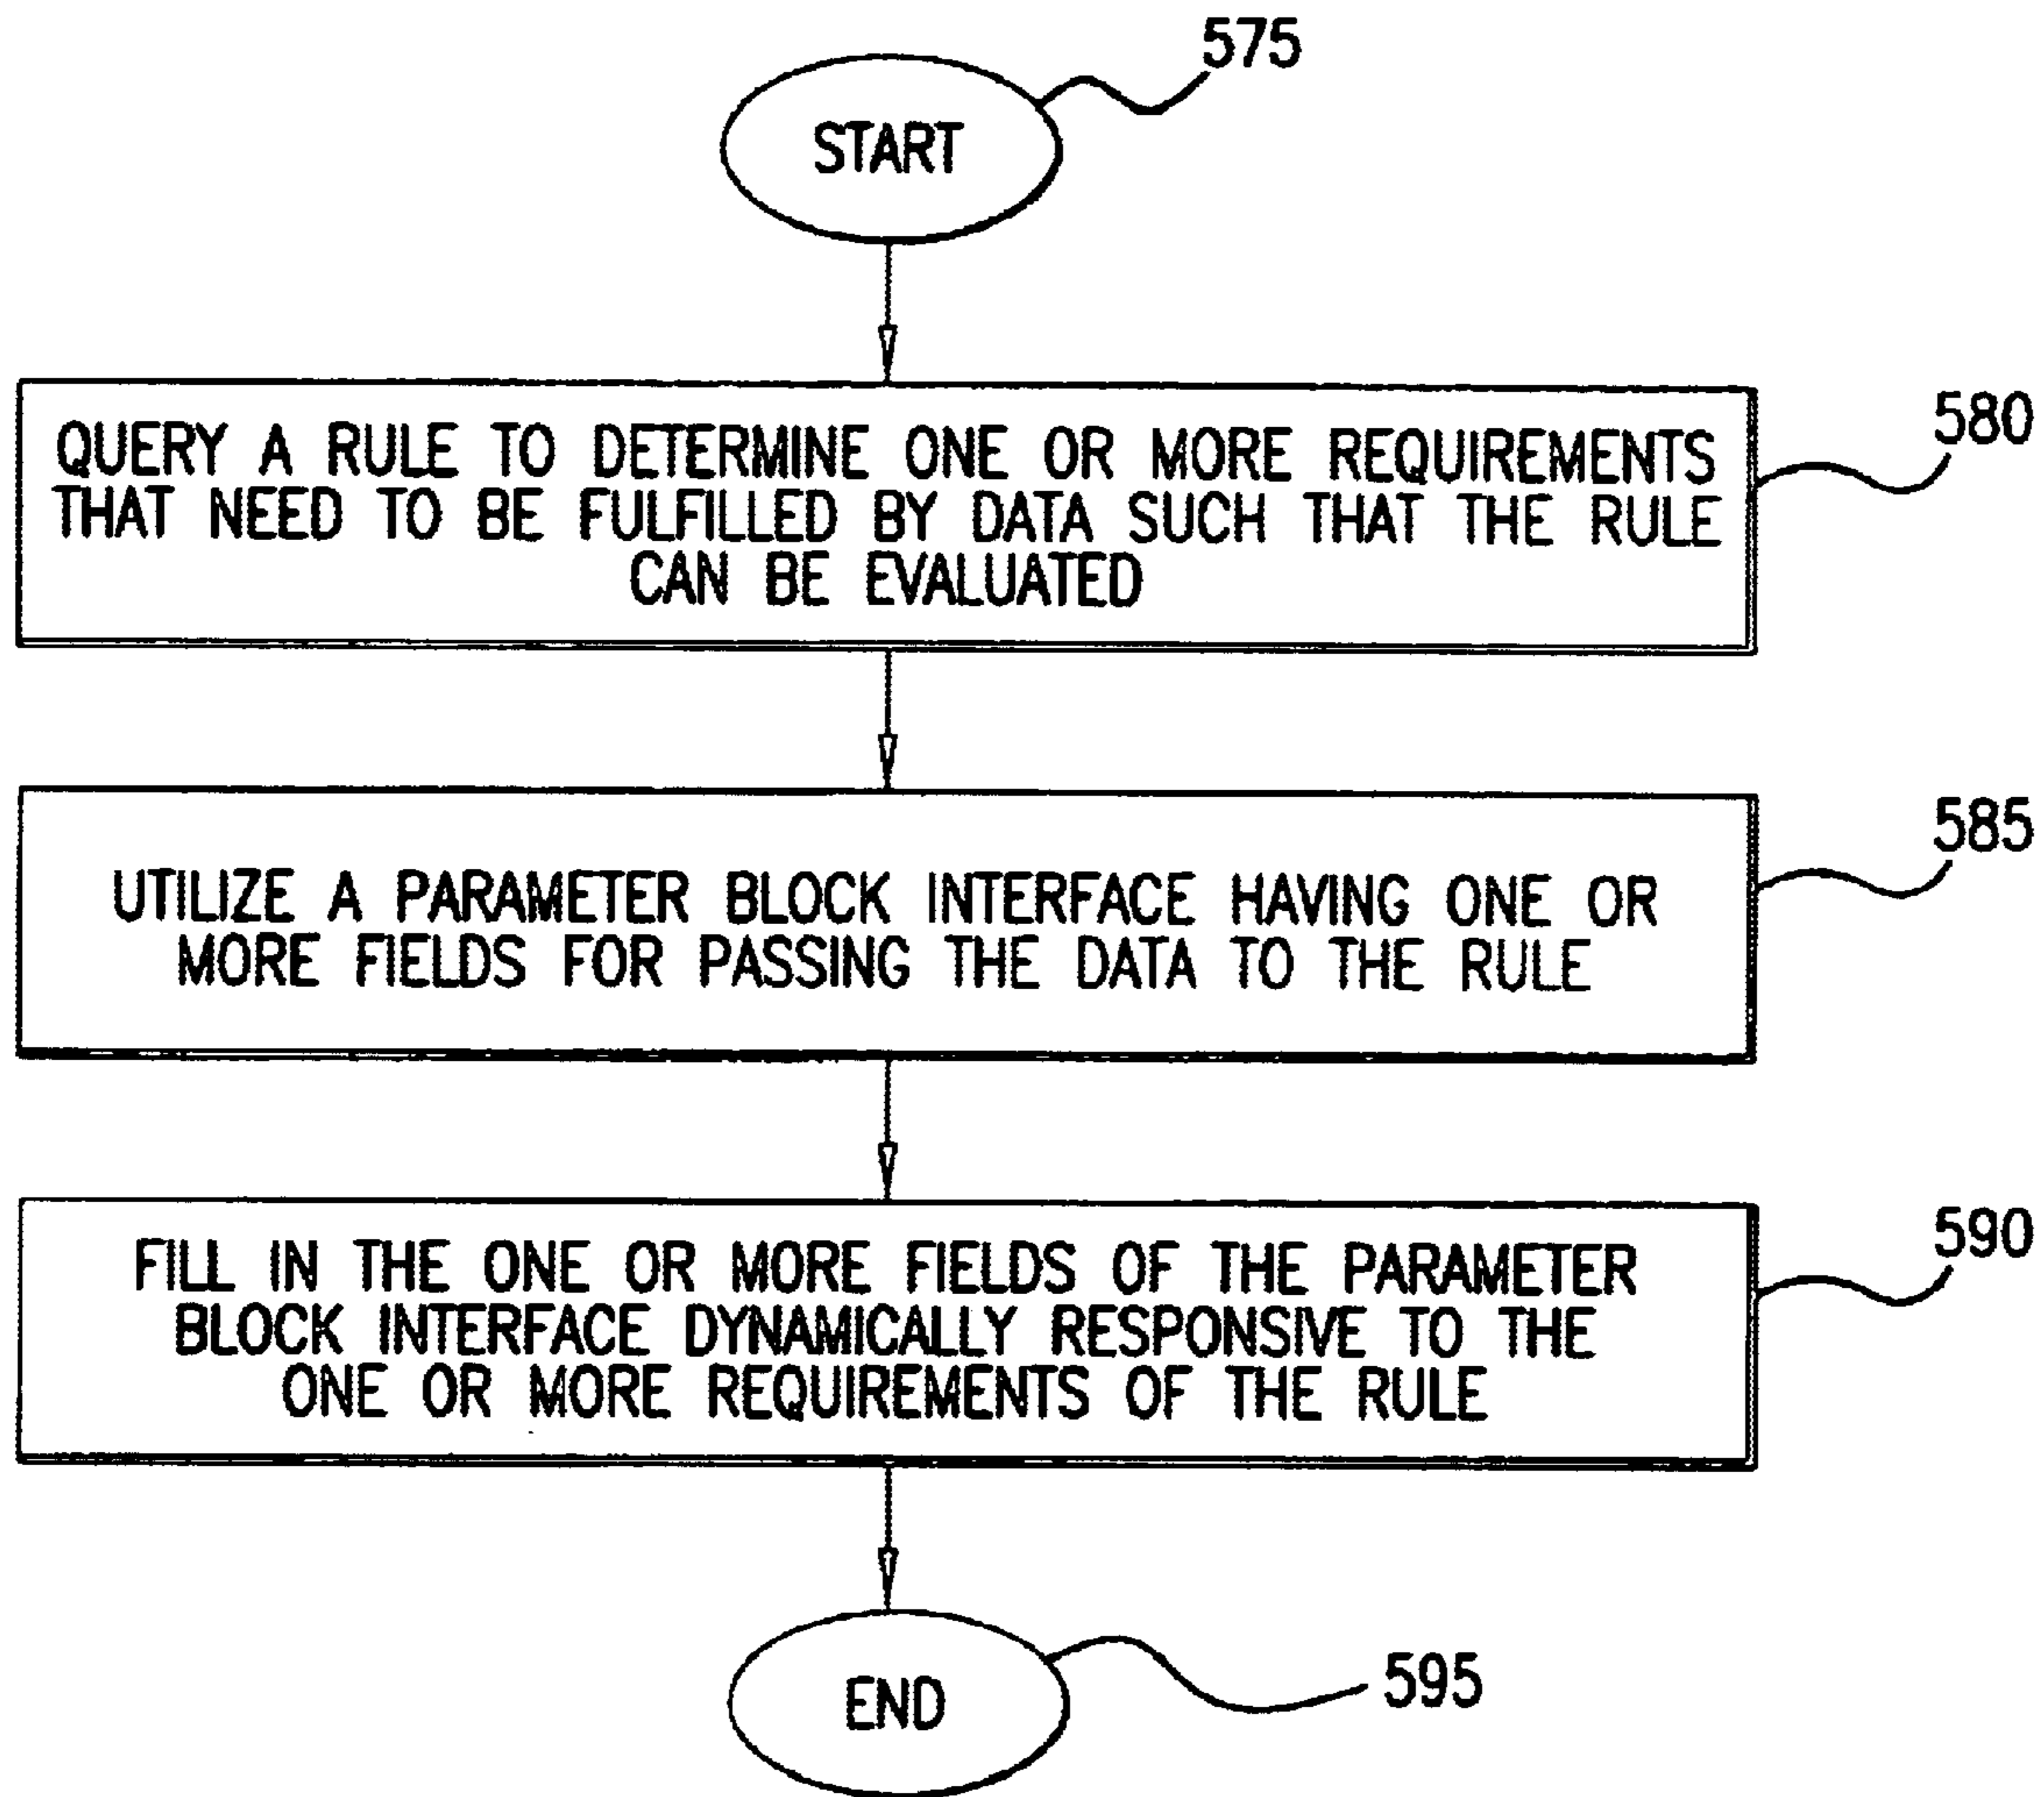 575
START
580
QUERY A RULE TO DETERMINE ONE OR MORE REQUIREMENTS
THAT NEED TO BE FULFILLED BY DATA SUCH THAT THE RULE
CAN BE EVALUATED
585
UTILIZE A PARAMETER BLOCK INTERFACE HAVING ONE OR
MORE FIELDS FOR PASSING THE DATA TO THE RULE
590
FILL IN THE ONE OR MORE FIELDS OF THE PARAMETER
BLOCK INTERFACE DYNAMICALLY RESPONSIVE TO THE
ONE OR MORE REQUIREMENTS OF THE RULE
595
END